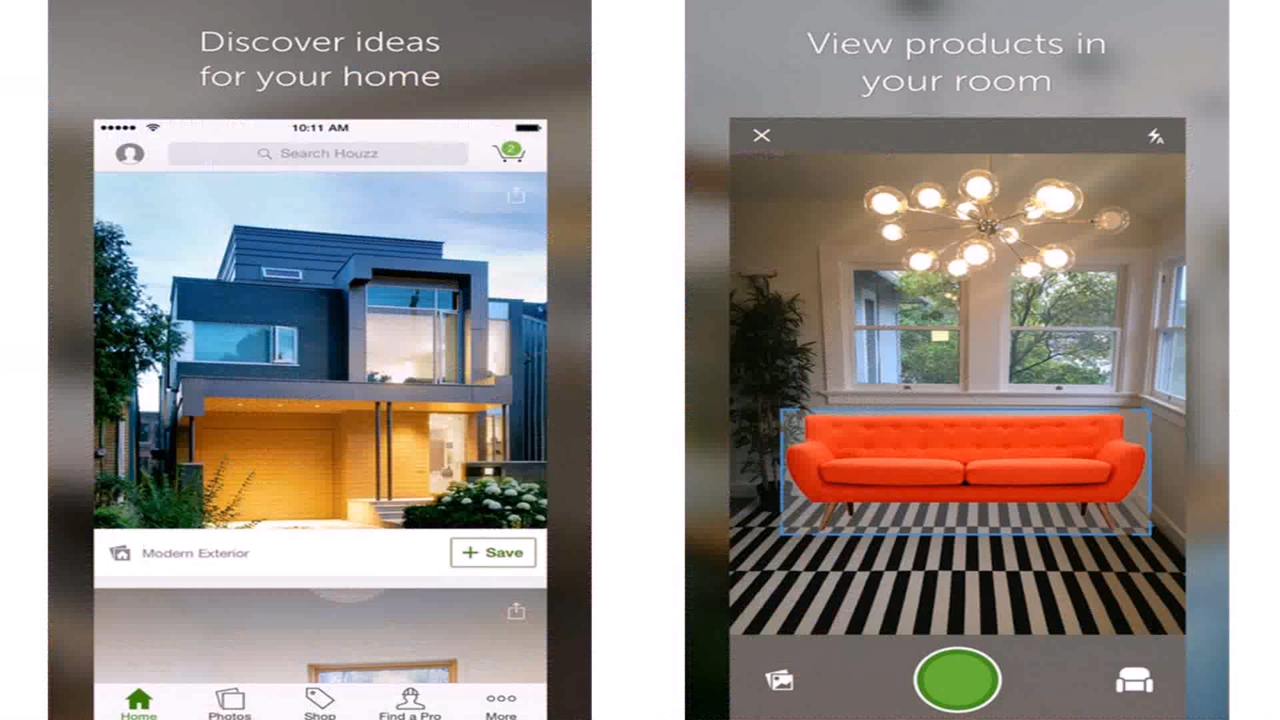 Discover ideas
for your home
10:11 AM
Search Houzz
2
Modern Exterior
+ Save
Home
Photos
Shop
Find a Pro
More
View products in
your room
A